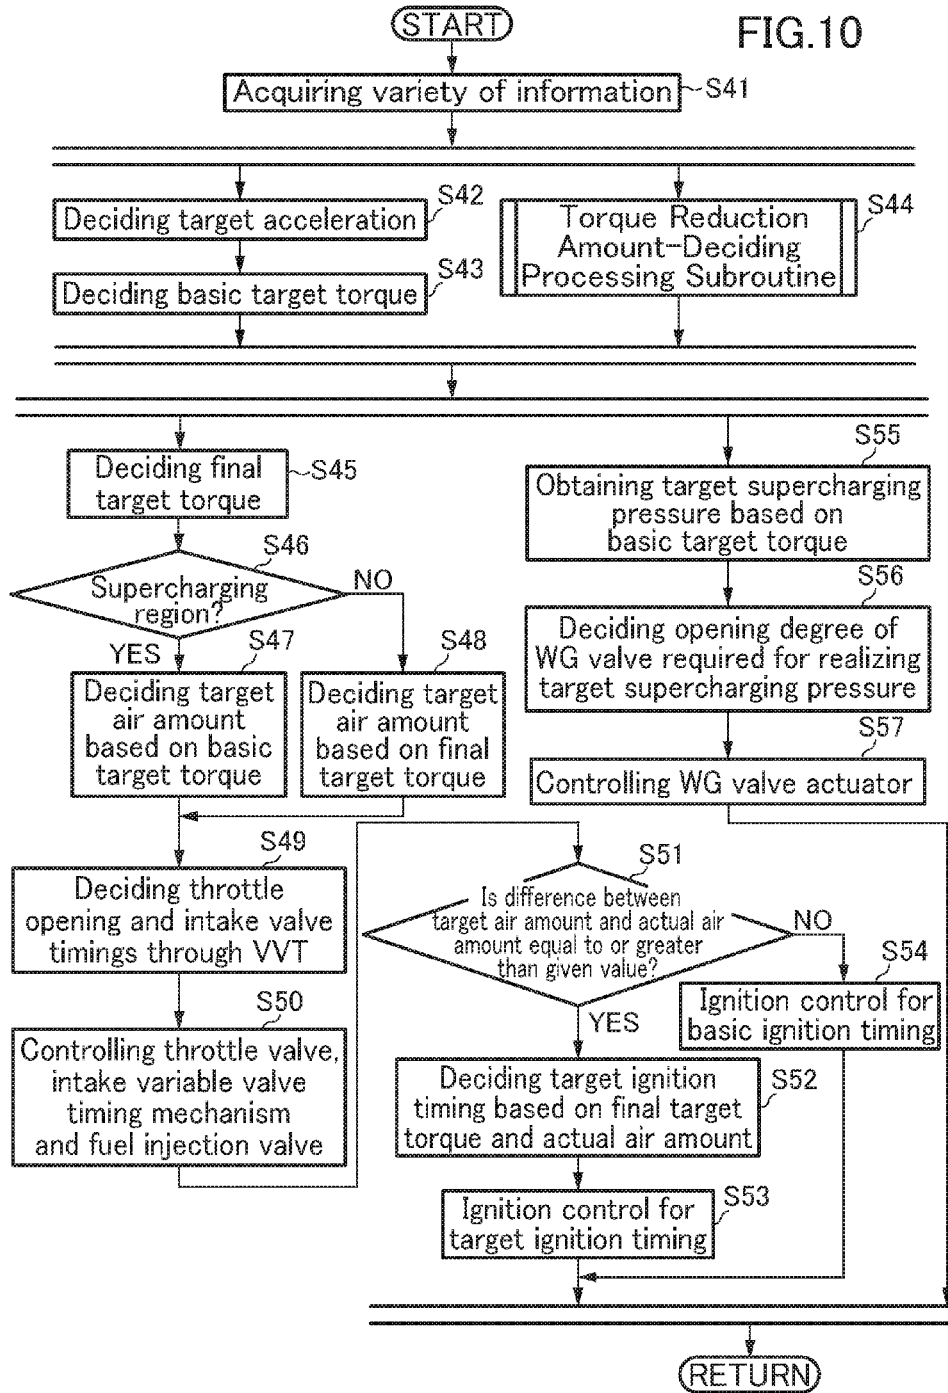 START
FIG.10
Acquiring variety of information
S41
S42
Deciding target acceleration
S43
Deciding basic target torque
S44
Torque Reduction
Amount-Deciding
Processing Subroutine
S45
Deciding final
target torque
S46
Supercharging
region?
NO
YES
S47
Deciding target
air amount
based on basic
target torque
S48
Deciding target
air amount
based on final
target torque
S49
Deciding throttle
opening and intake valve
timings through VVT
S50
Controlling throttle valve,
intake variable valve
timing mechanism
and fuel injection valve
S55
Obtaining target supercharging
pressure based on
basic target torque
S56
Deciding opening degree of
WG valve required for realizing
target supercharging pressure
S57
Controlling WG valve actuator
S51
Is difference between
target air amount and actual air
amount equal to or greater
than given value?
NO
YES
S54
Ignition control for
basic ignition timing
S52
Deciding target ignition
timing based on final target
torque and actual air amount
S53
Ignition control for
target ignition timing
RETURN